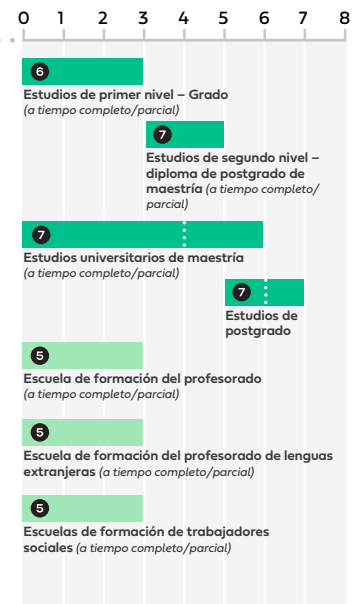 0 1 2 3 4 5 6 7 8
6
Estudios de primer nivel – Grado
(a tiempo completo/parcial)
7
Estudios de segundo nivel –
diploma de postgrado de
maestría (a tiempo completo/
parcial)
7
Estudios universitarios de maestría
(a tiempo completo/parcial)
7
Estudios de
postgrado
5
Escuela de formación del profesorado
(a tiempo completo/parcial)
5
Escuela de formación del profesorado de lenguas
extranjeras (a tiempo completo/parcial)
5
Escuelas de formación de trabajadores
sociales (a tiempo completo/parcial)